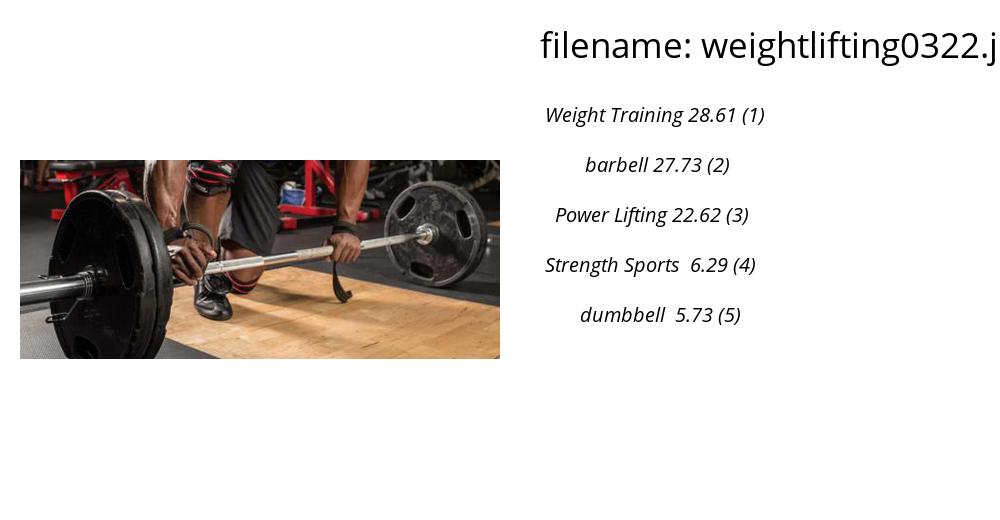 filename: weightlifting0322.j
Weight Training 28.61 (1)
barbell 27.73 (2)
Power Lifting 22.62 (3)
Strength Sports 6.29 (4)
dumbbell 5.73 (5)